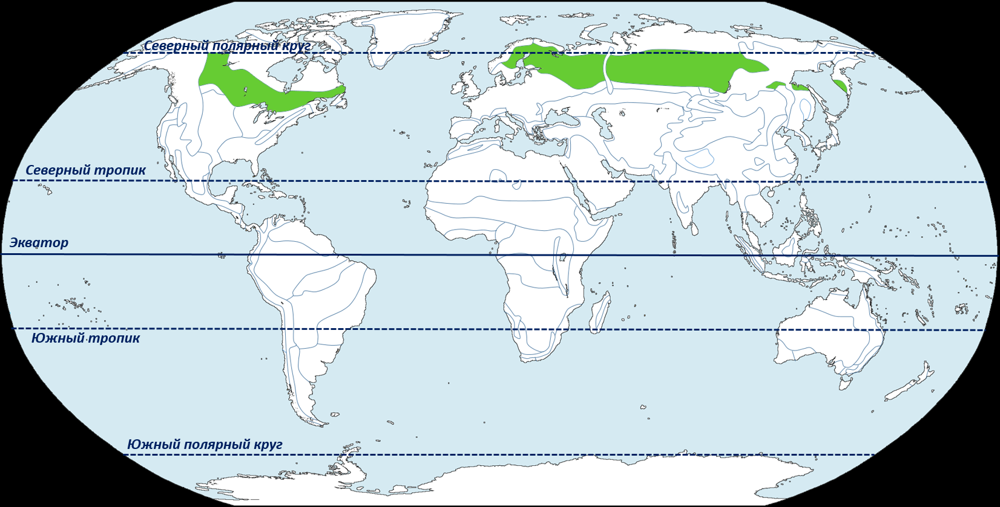 Северный полярный круг
Северный тропик
Экватор
Южный тропик
Южный полярный круг